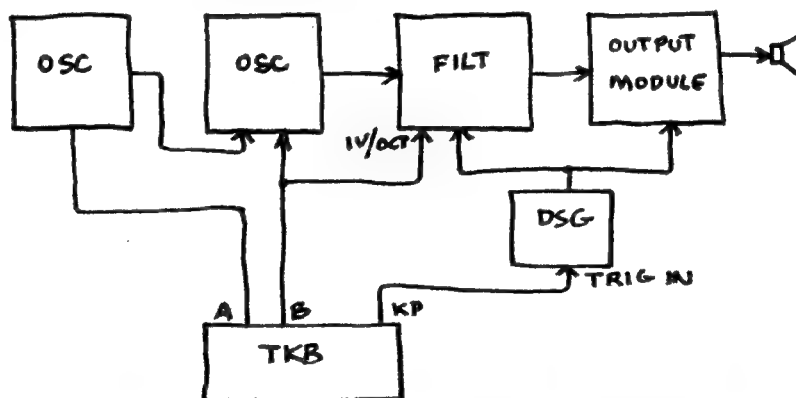 OSC
OSC
FILT
OUTPUT
MODULE
1V/OCT
DSG
TRIG IN
A
B
KP
TKB